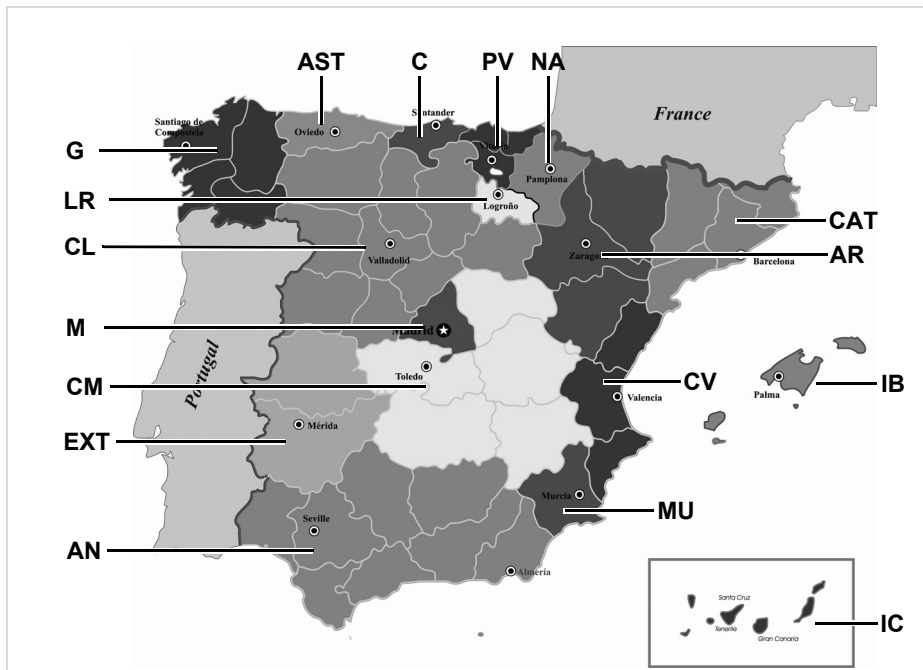 AST
C
PV
NA
France
Santander
Santiago de
Compostela
Oviedo
G
Vitoria
Pamplona
LR
Logroño
CAT
CL
Valladolid
AR
Barcelona
M
Madrid
Portugal
Toledo
CM
CV
Palma
IB
Valencia
EXT
Mérida
Murcia
MU
Seville
AN
Almería
Santa Cruz
Tenerife
Gran Canaria
IC